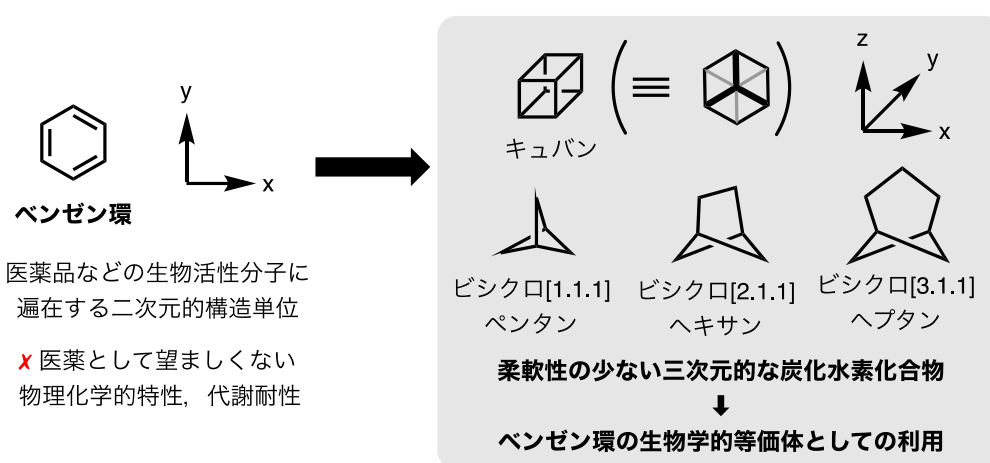 ベンゼン環
y
x
医薬品などの生物活性分子に
遍在する二次元的構造単位
✗ 医薬として望ましくない
物理化学的特性，代謝耐性
キュバン
(≡ )
z
y
x
ビシクロ[1.1.1]
ペンタン
ビシクロ[2.1.1]
ヘキサン
ビシクロ[3.1.1]
ヘプタン
柔軟性の少ない三次元的な炭化水素化合物
ベンゼン環の生物学的等価体としての利用